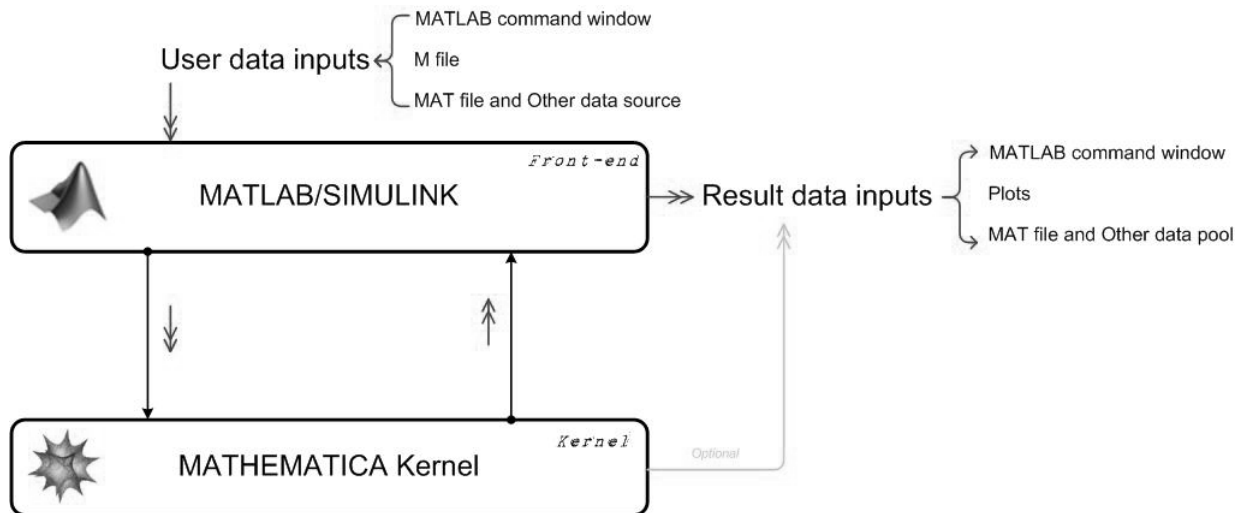 MATLAB command window
User data inputs
M file
MAT file and Other data source
Front-end
MATLAB/SIMULINK
Result data inputs
MATLAB command window
Plots
MAT file and Other data pool
Kernel
MATHEMATICA Kernel
Optional